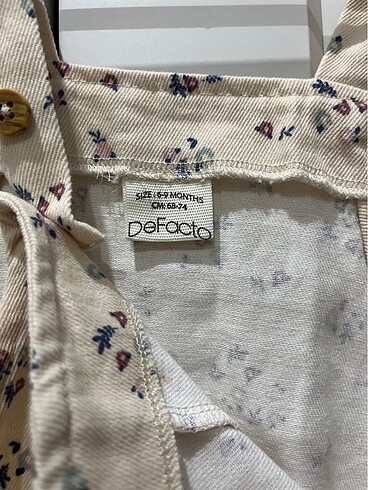 SIZE : 6-9 MONTHS
CM: 68-74
DeFacto